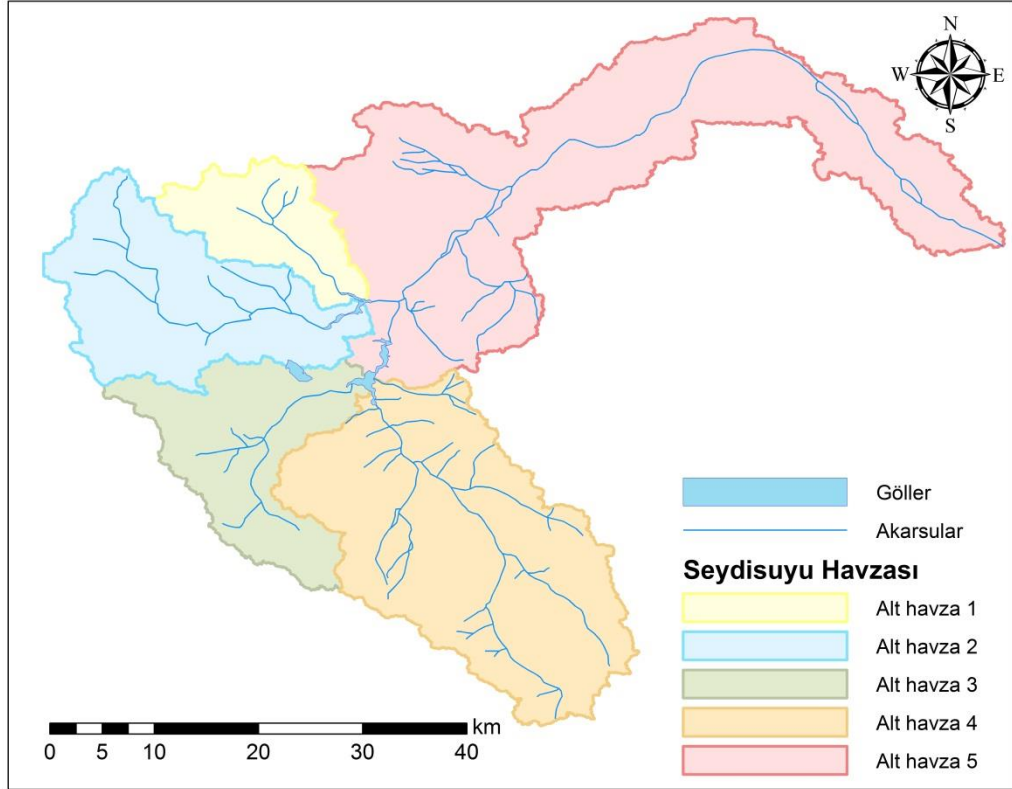 N
W E
S
Göller
Akarsular
Seydisuyu Havzası
Alt havza 1
Alt havza 2
Alt havza 3
Alt havza 4
Alt havza 5
km
0 5 10 20 30 40